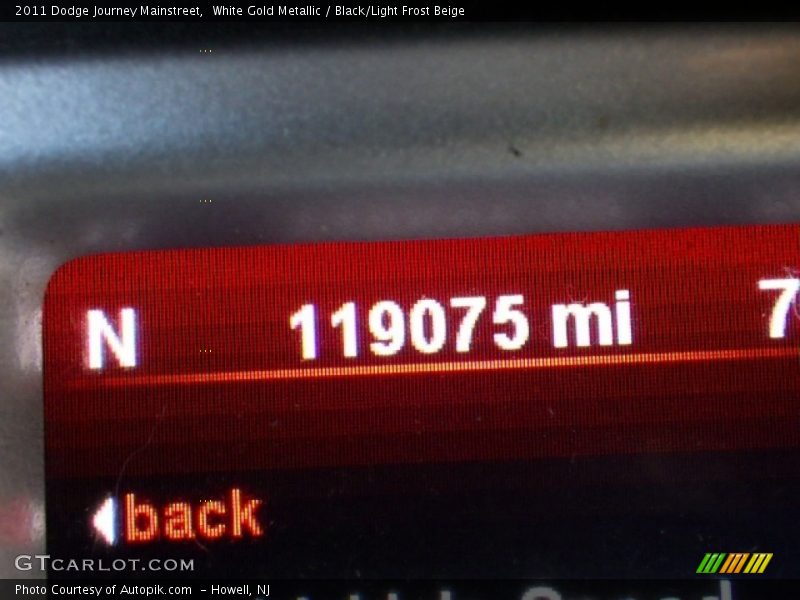 2011 Dodge Journey Mainstreet,  White Gold Metallic / Black/Light Frost Beige
N 119075 mi 7
back
GTCARLOT.COM
Photo Courtesy of Autopik.com  – Howell, NJ